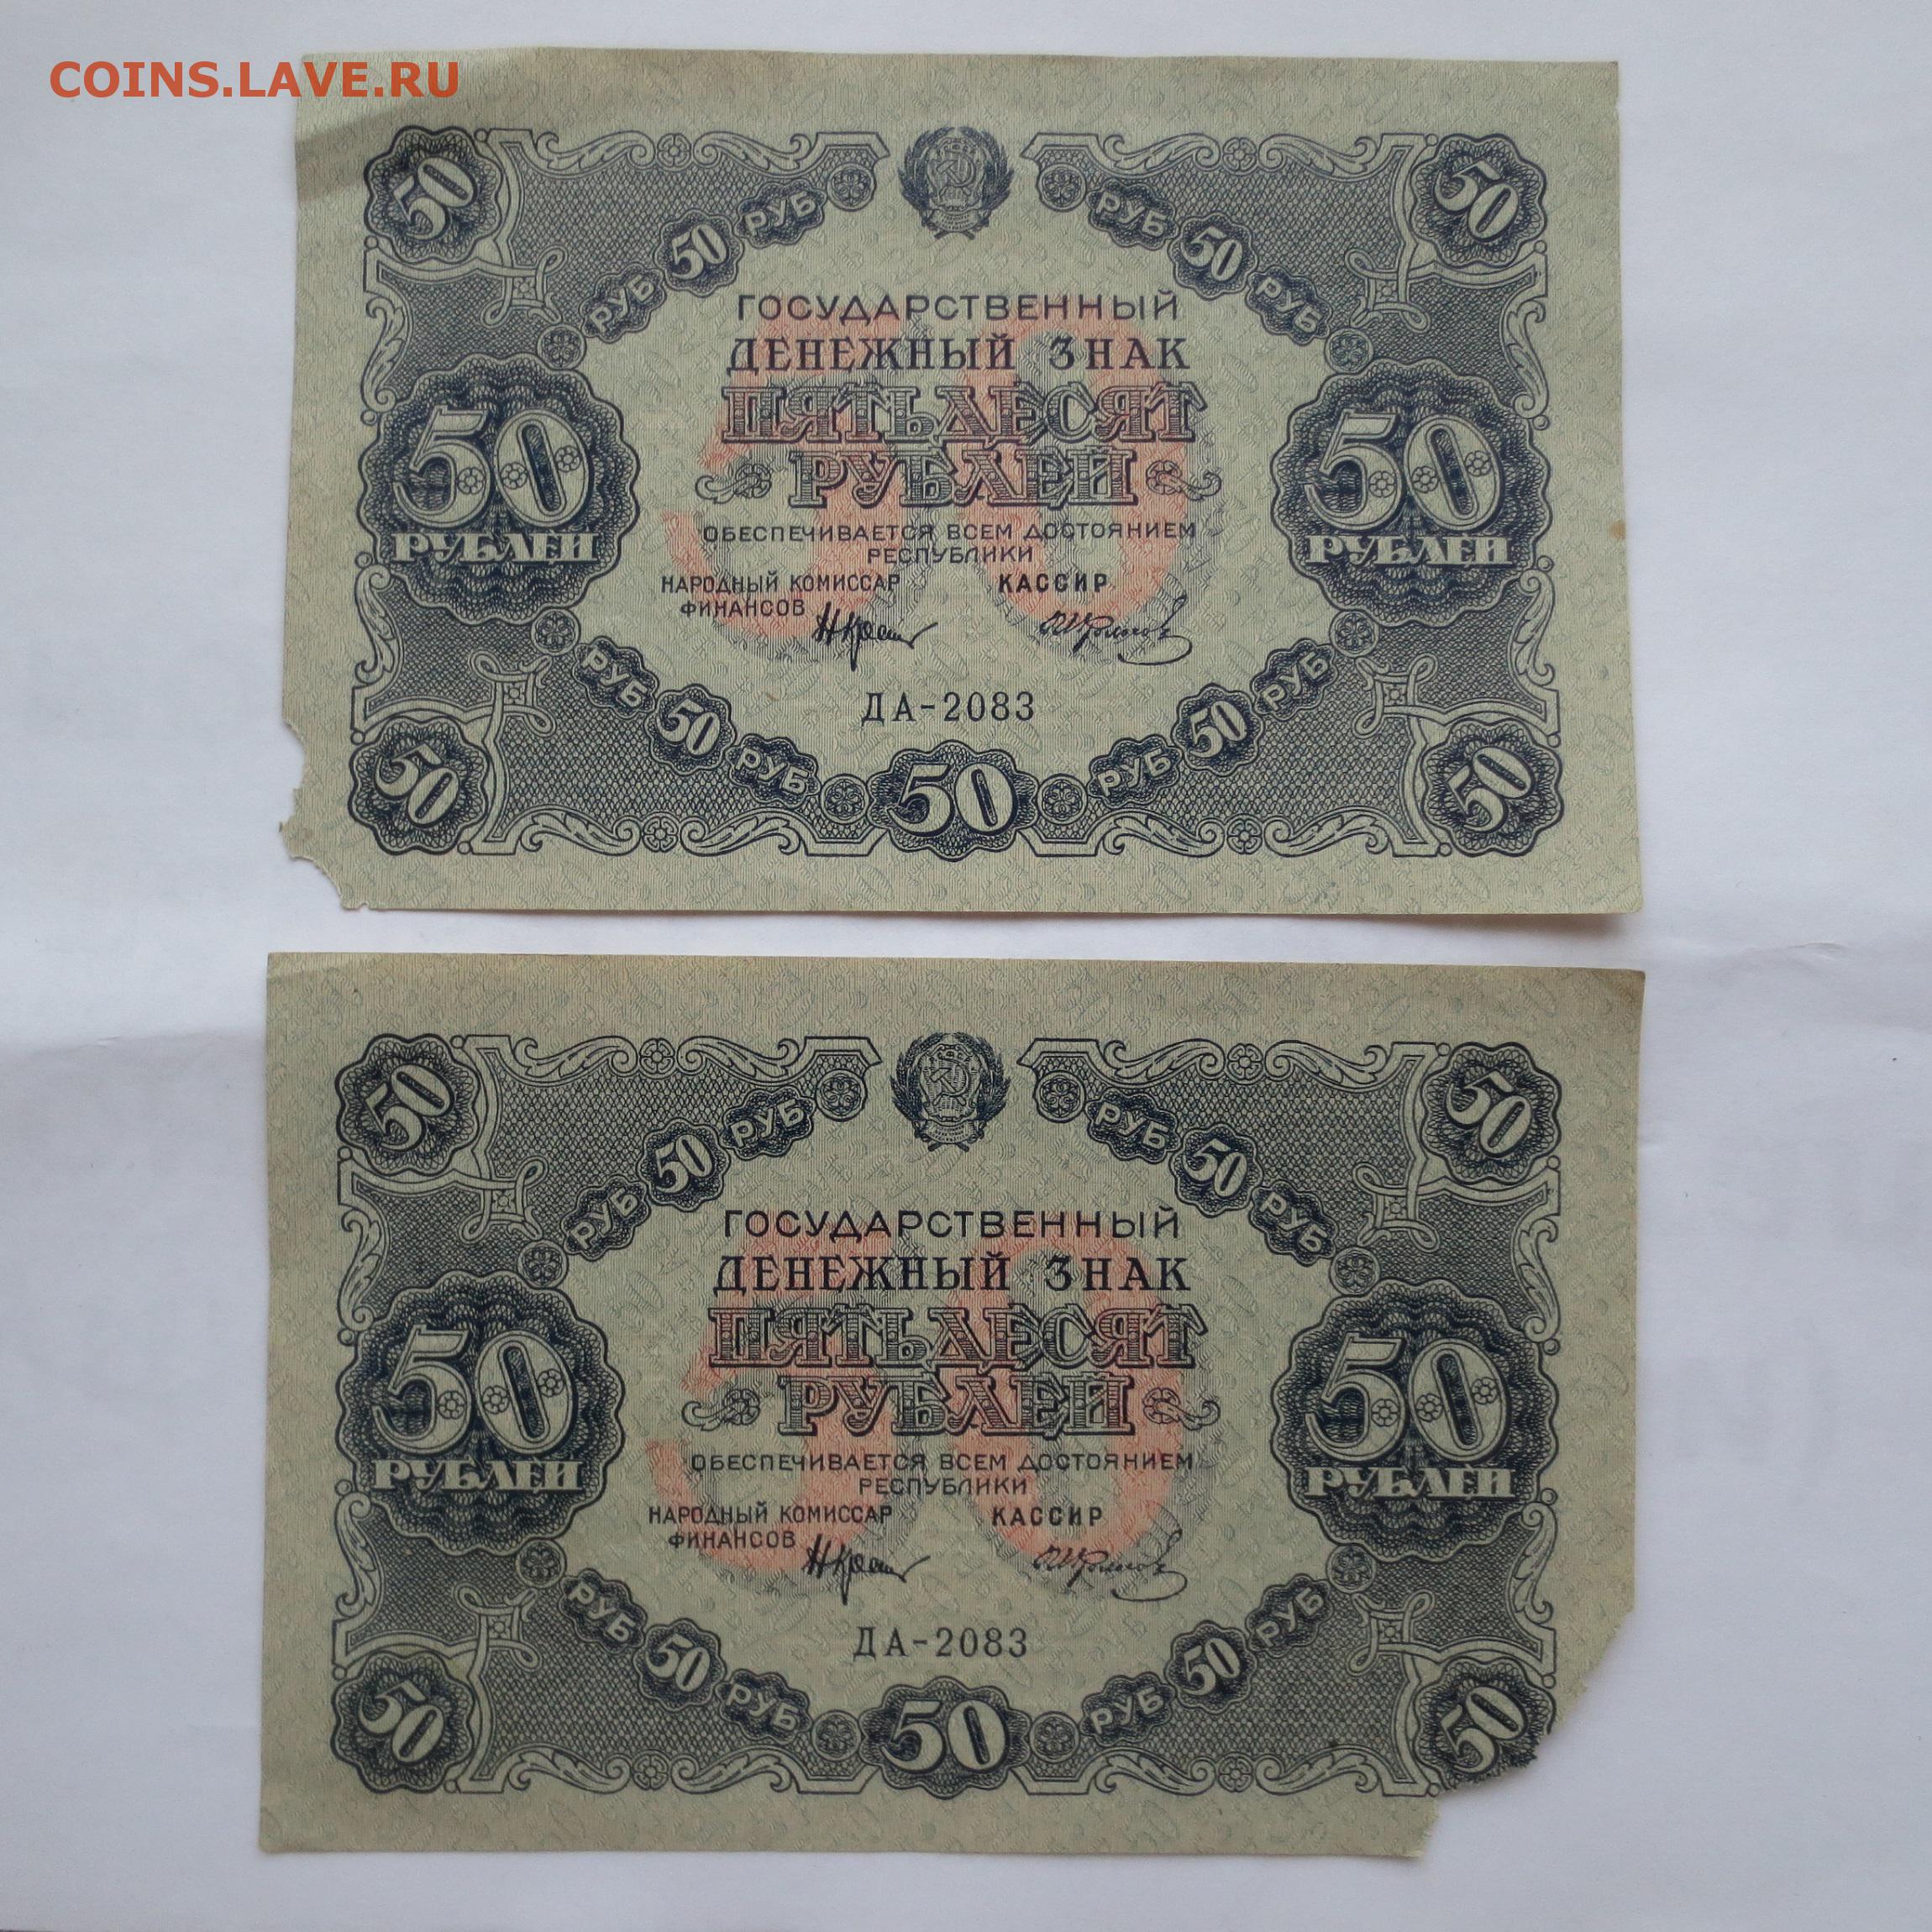 COINS.LAVE.RU
50 РУБ 50 РУБ РУБ 50 РУБ 50
ГОСУДАРСТВЕННЫЙ
ДЕНЕЖНЫЙ ЗНАК
ПЯТЬДЕСЯТ
РУБЛЕЙ
50 РУБЛЕЙ
50
50 РУБЛЕЙ
ОБЕСПЕЧИВАЕТСЯ ВСЕМ ДОСТОЯНИЕМ
РЕСПУБЛИКИ
НАРОДНЫЙ КОМИССАР
ФИНАНСОВ
КАССИР
ДА-2083
50 РУБ 50 РУБ 50 РУБ 50 РУБ 50
50 РУБ 50 РУБ РУБ 50 РУБ 50
ГОСУДАРСТВЕННЫЙ
ДЕНЕЖНЫЙ ЗНАК
ПЯТЬДЕСЯТ
РУБЛЕЙ
50 РУБЛЕЙ
50
50 РУБЛЕЙ
ОБЕСПЕЧИВАЕТСЯ ВСЕМ ДОСТОЯНИЕМ
РЕСПУБЛИКИ
НАРОДНЫЙ КОМИССАР
ФИНАНСОВ
КАССИР
ДА-2083
50 РУБ 50 РУБ 50 РУБ 50 РУБ 50